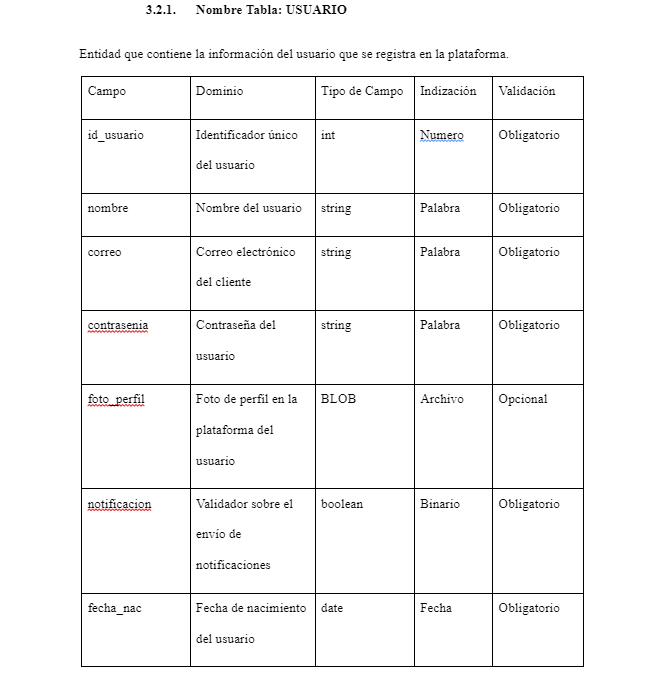 3.2.1. Nombre Tabla: USUARIO
Entidad que contiene la información del usuario que se registra en la plataforma.
Campo Dominio Tipo de Campo Indización Validación
id_usuario Identificador único int Numero Obligatorio
del usuario
nombre Nombre del usuario string Palabra Obligatorio
correo Correo electrónico string Palabra Obligatorio
del cliente
contrasenia Contraseña del string Palabra Obligatorio
usuario
foto_perfil Foto de perfil en la BLOB Archivo Opcional
plataforma del
usuario
notificacion Validador sobre el boolean Binario Obligatorio
envío de
notificaciones
fecha_nac Fecha de nacimiento date Fecha Obligatorio
del usuario